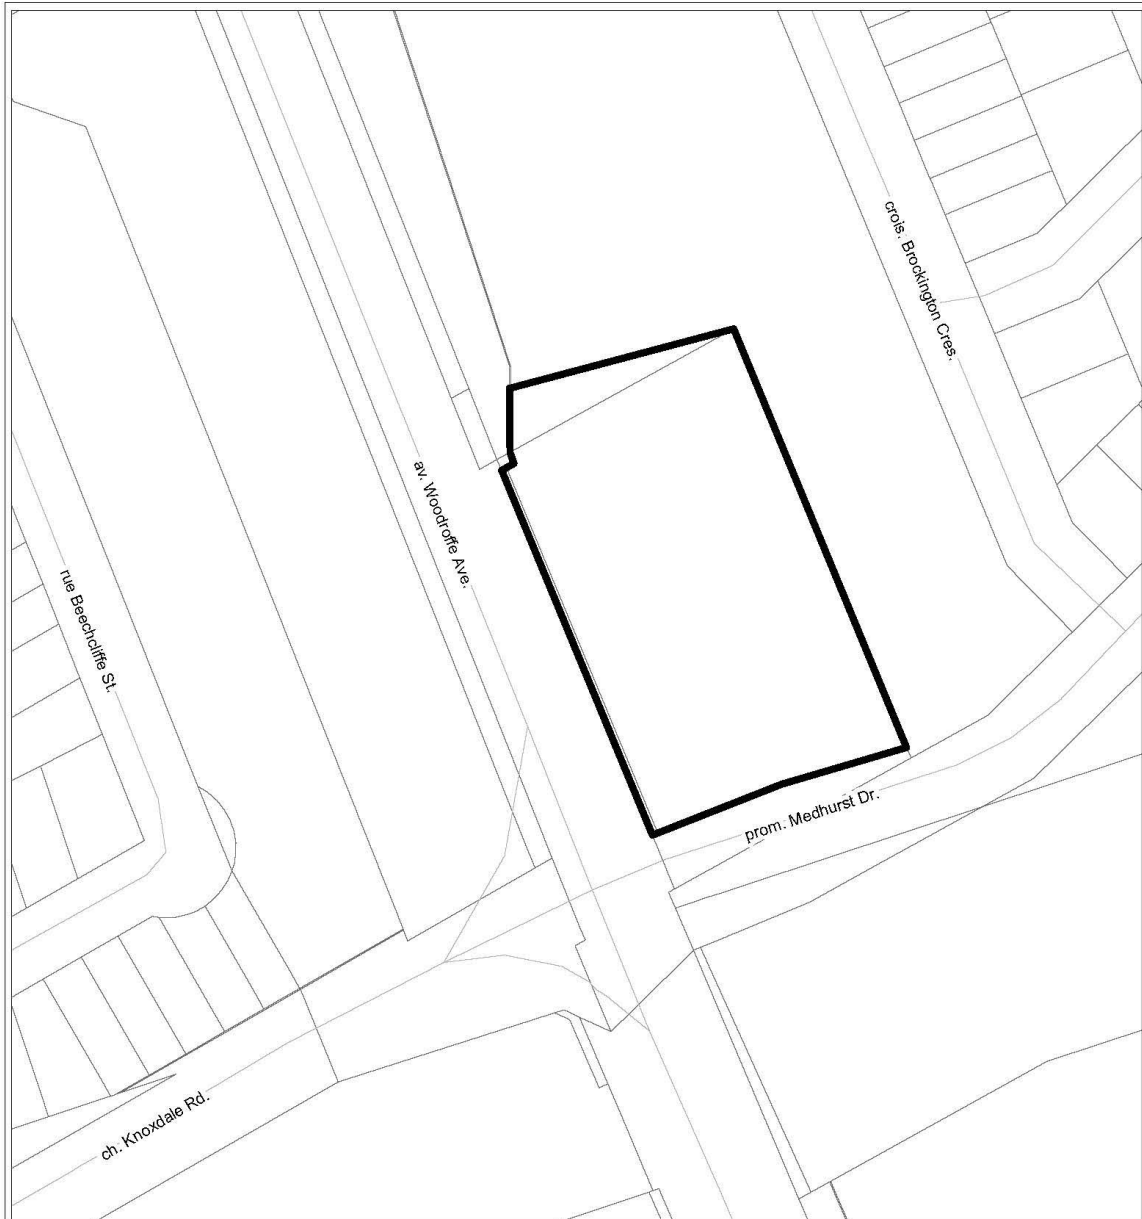 crois. Brockington Cres.
av. Woodroffe Ave.
rue Beechcliffe St.
prom. Medhurst Dr.
ch. Knoxdale Rd.